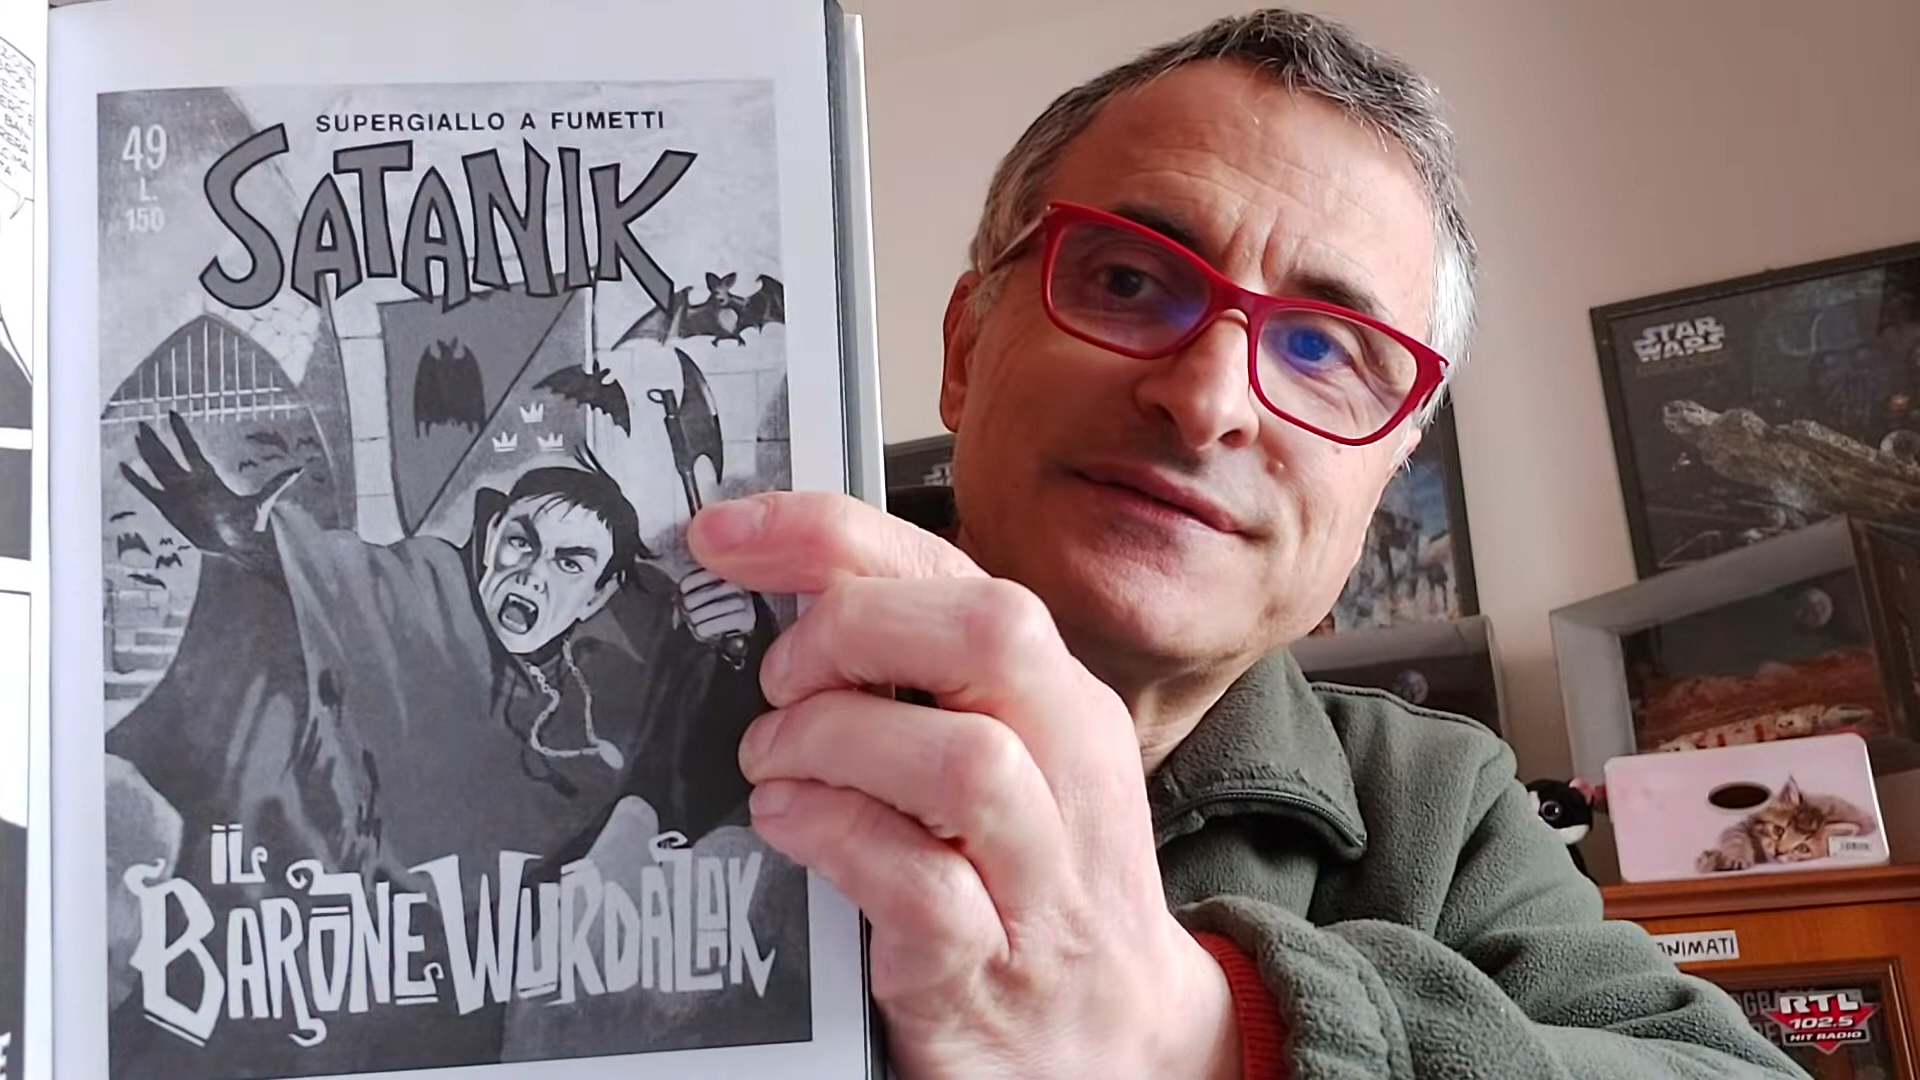 SUPERGIALLO A FUMETTI
49
L.
150
SATANIK
IL
BARONE WURDALAK
STAR
WARS
ANIMATI
RTL
102.5
HIT RADIO